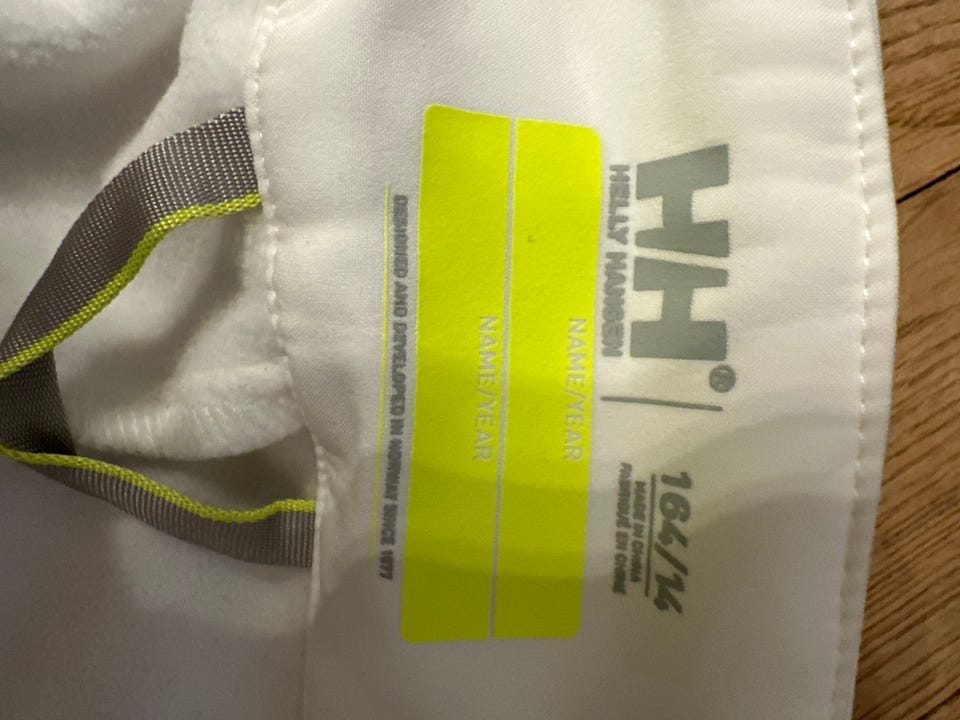 HH®
HELLY HANSEN
164/14
MADE IN CHINA
FABRIQUÉ EN CHINE
NAME/YEAR
NAME/YEAR
DESIGNED AND DEVELOPED IN NORWAY SINCE 1877